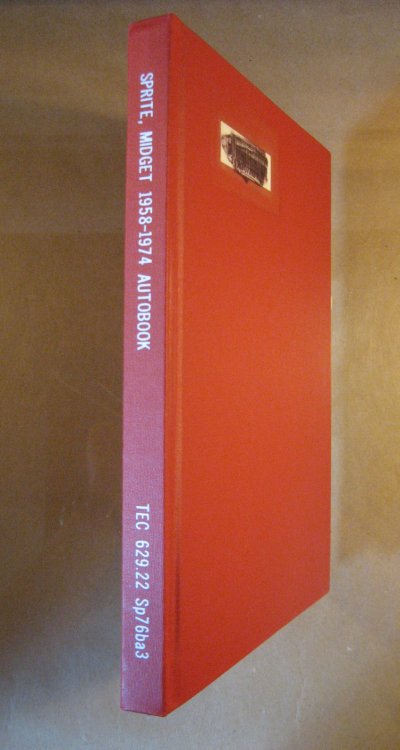 SPRITE, MIDGET 1958-1974 AUTOBOOK
TEC 629.22 Sp76ba3